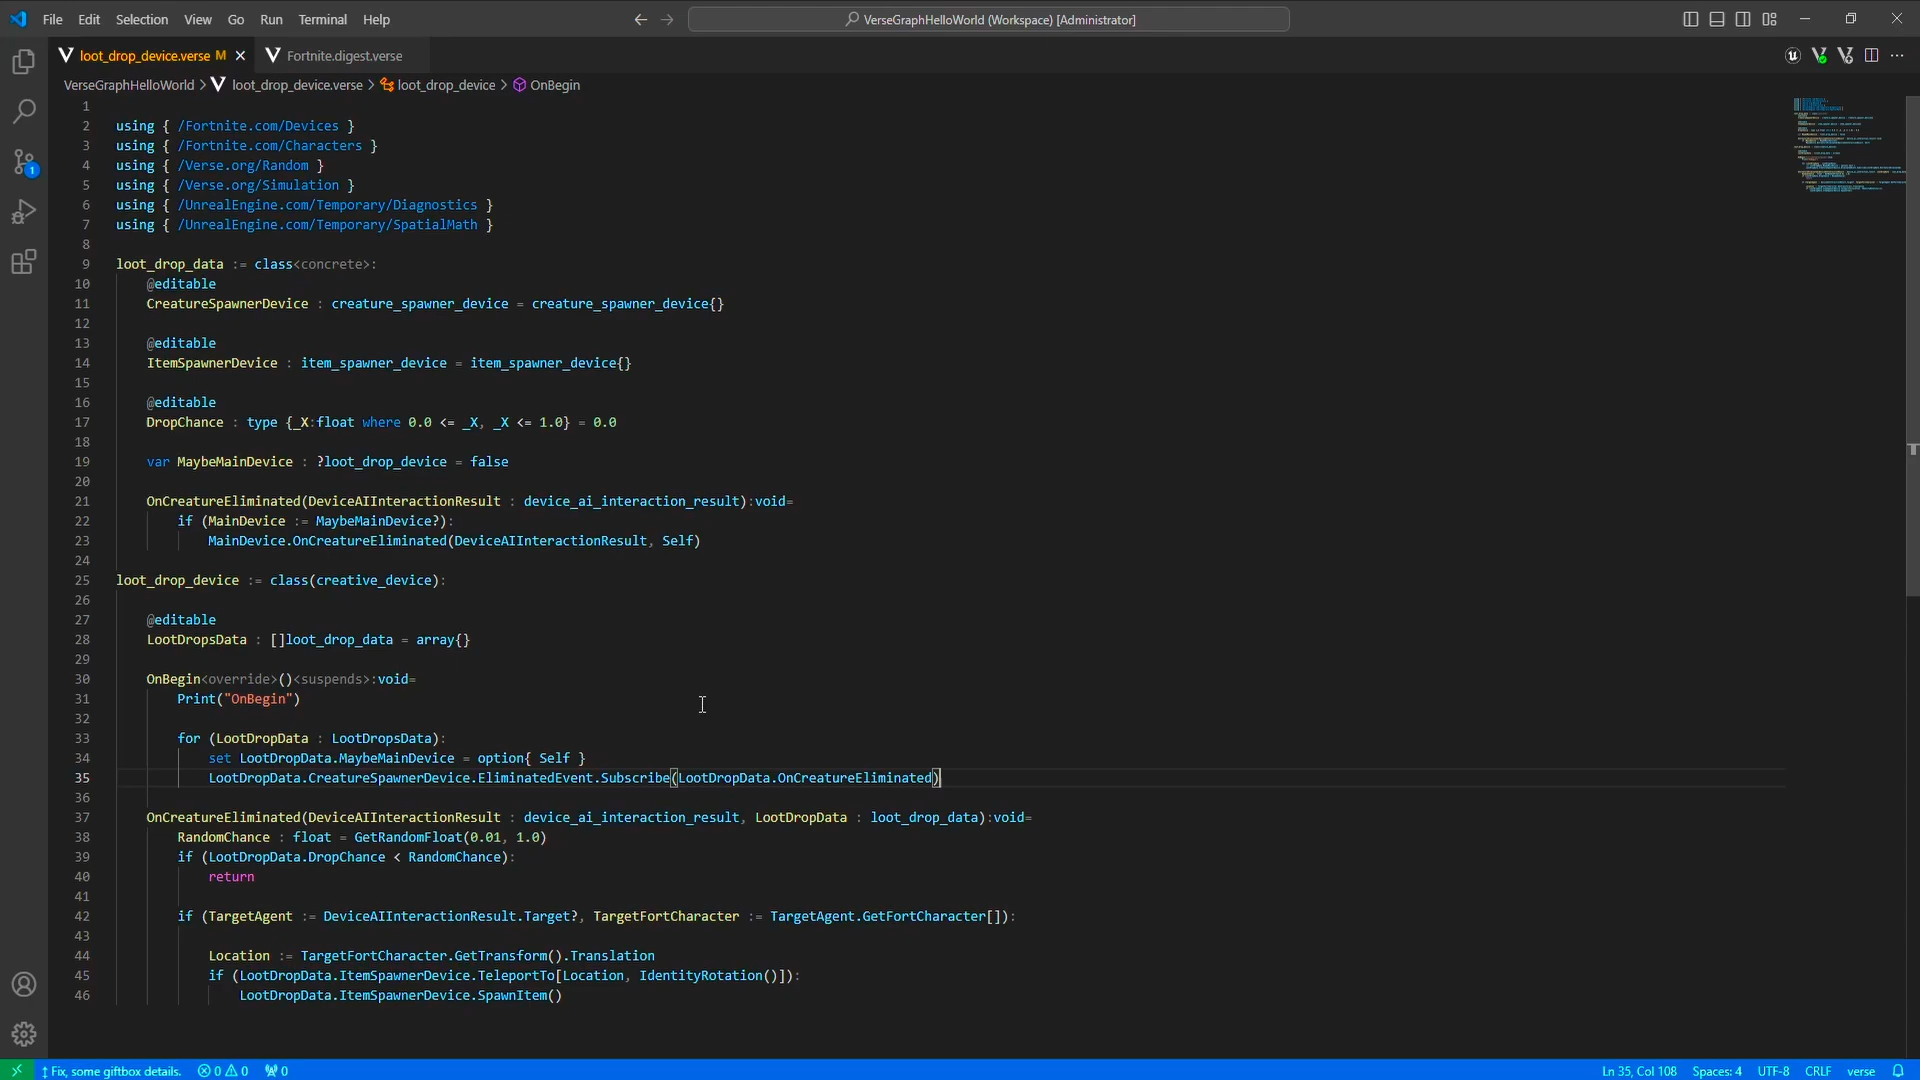 File Edit Selection View Go Run Terminal Help
VerseGraphHelloWorld (Workspace) [Administrator]
loot_drop_device.verse M
Fortnite.digest.verse
VerseGraphHelloWorld > loot_drop_device.verse > loot_drop_device > OnBegin
1
2 using { /Fortnite.com/Devices }
3 using { /Fortnite.com/Characters }
4 using { /Verse.org/Random }
5 using { /Verse.org/Simulation }
6 using { /UnrealEngine.com/Temporary/Diagnostics }
7 using { /UnrealEngine.com/Temporary/SpatialMath }
8
9 loot_drop_data := class<concrete>:
10 @editable
11 CreatureSpawnerDevice : creature_spawner_device = creature_spawner_device{}
12
13 @editable
14 ItemSpawnerDevice : item_spawner_device = item_spawner_device{}
15
16 @editable
17 DropChance : type {_X:float where 0.0 <= _X, _X <= 1.0} = 0.0
18
19 var MaybeMainDevice : ?loot_drop_device = false
20
21 OnCreatureEliminated(DeviceAIInteractionResult : device_ai_interaction_result):void=
22 if (MainDevice := MaybeMainDevice?):
23 MainDevice.OnCreatureEliminated(DeviceAIInteractionResult, Self)
24
25 loot_drop_device := class(creative_device):
26
27 @editable
28 LootDropsData : []loot_drop_data = array{}
29
30 OnBegin<override>()<suspends>:void=
31 Print("OnBegin")
32
33 for (LootDropData : LootDropsData):
34 set LootDropData.MaybeMainDevice = option{ Self }
35 LootDropData.CreatureSpawnerDevice.EliminatedEvent.Subscribe(LootDropData.OnCreatureEliminated)
36
37 OnCreatureEliminated(DeviceAIInteractionResult : device_ai_interaction_result, LootDropData : loot_drop_data):void=
38 RandomChance : float = GetRandomFloat(0.01, 1.0)
39 if (LootDropData.DropChance < RandomChance):
40 return
41
42 if (TargetAgent := DeviceAIInteractionResult.Target?, TargetFortCharacter := TargetAgent.GetFortCharacter[]):
43
44 Location := TargetFortCharacter.GetTransform().Translation
45 if (LootDropData.ItemSpawnerDevice.TeleportTo[Location, IdentityRotation()]):
46 LootDropData.ItemSpawnerDevice.SpawnItem()
1
Fix, some giftbox details. 0 0 0 Ln 35, Col 108 Spaces: 4 UTF-8 CRLF verse